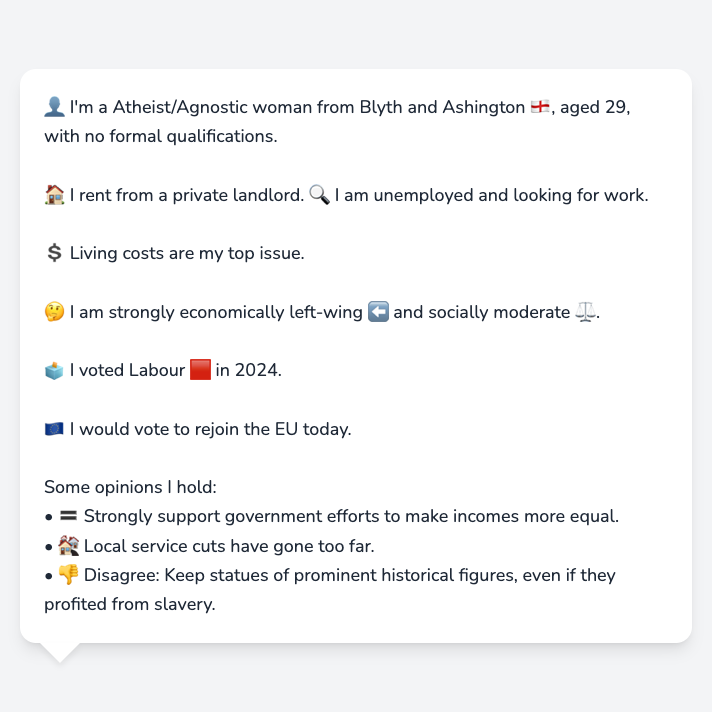 👤 I'm a Atheist/Agnostic woman from Blyth and Ashington 🏴󠁧󠁢󠁥󠁮󠁧󠁿, aged 29,
with no formal qualifications.
🏠 I rent from a private landlord. 🔍 I am unemployed and looking for work.
💲 Living costs are my top issue.
🤔 I am strongly economically left-wing ⬅️ and socially moderate ⚖️.
🗳️ I voted Labour 🟥 in 2024.
🇪🇺 I would vote to rejoin the EU today.
Some opinions I hold:
• 🟰 Strongly support government efforts to make incomes more equal.
• 🏚️ Local service cuts have gone too far.
• 👎 Disagree: Keep statues of prominent historical figures, even if they
profited from slavery.